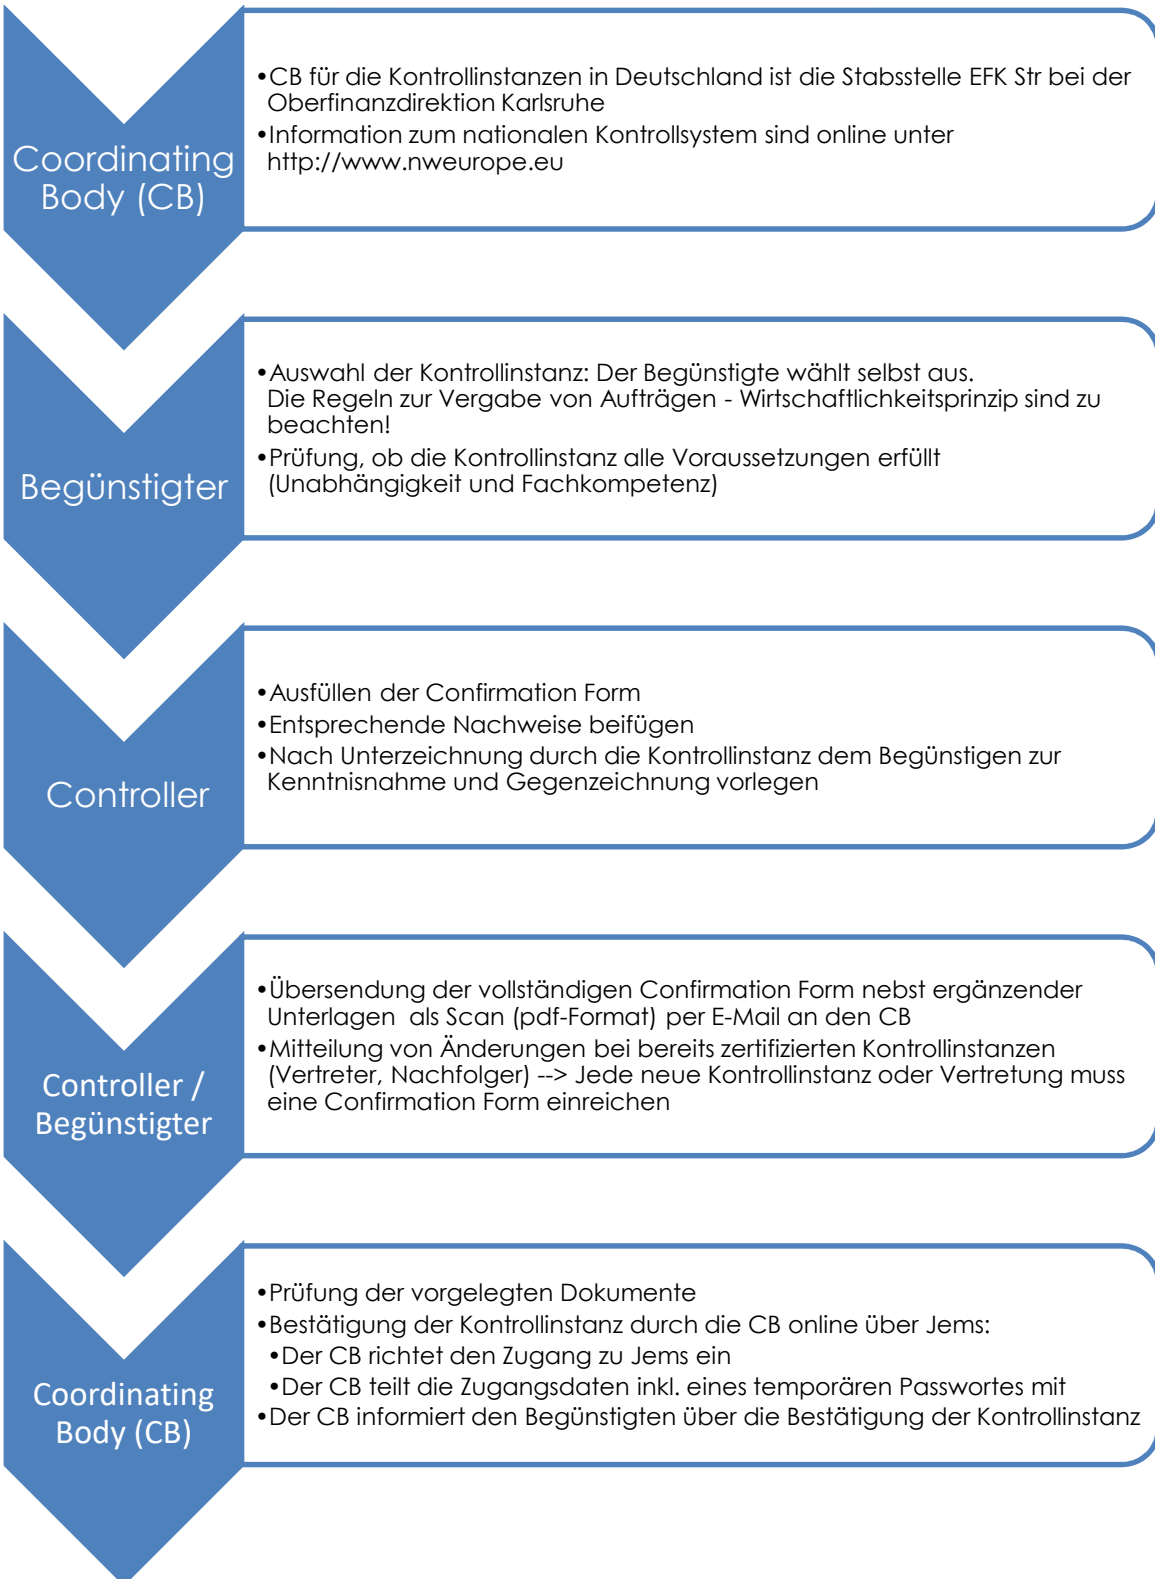 Coordinating
Body (CB)
•CB für die Kontrollinstanzen in Deutschland ist die Stabsstelle EFK Str bei der
Oberfinanzdirektion Karlsruhe
•Information zum nationalen Kontrollsystem sind online unter
http://www.nweurope.eu
Begünstigter
•Auswahl der Kontrollinstanz: Der Begünstigte wählt selbst aus.
Die Regeln zur Vergabe von Aufträgen - Wirtschaftlichkeitsprinzip sind zu
beachten!
•Prüfung, ob die Kontrollinstanz alle Voraussetzungen erfüllt
(Unabhängigkeit und Fachkompetenz)
Controller
•Ausfüllen der Confirmation Form
•Entsprechende Nachweise beifügen
•Nach Unterzeichnung durch die Kontrollinstanz dem Begünstigen zur
Kenntnisnahme und Gegenzeichnung vorlegen
Controller /
Begünstigter
•Übersendung der vollständigen Confirmation Form nebst ergänzender
Unterlagen als Scan (pdf-Format) per E-Mail an den CB
•Mitteilung von Änderungen bei bereits zertifizierten Kontrollinstanzen
(Vertreter, Nachfolger) --> Jede neue Kontrollinstanz oder Vertretung muss
eine Confirmation Form einreichen
Coordinating
Body (CB)
•Prüfung der vorgelegten Dokumente
•Bestätigung der Kontrollinstanz durch die CB online über Jems:
•Der CB richtet den Zugang zu Jems ein
•Der CB teilt die Zugangsdaten inkl. eines temporären Passwortes mit
•Der CB informiert den Begünstigten über die Bestätigung der Kontrollinstanz